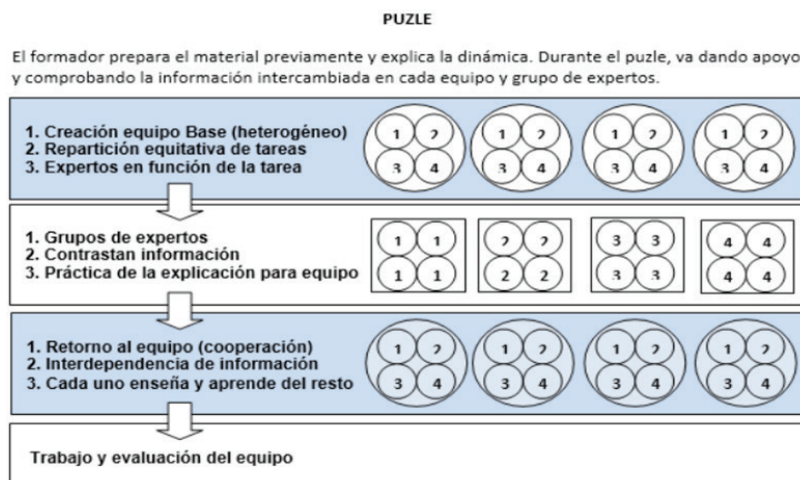 PUZLE
El formador prepara el material previamente y explica la dinámica. Durante el puzle, va dando apoyo
y comprobando la información intercambiada en cada equipo y grupo de expertos.
1. Creación equipo Base (heterogéneo)
2. Repartición equitativa de tareas
3. Expertos en función de la tarea
1 2 1 2 1 2 1 2
3 4 3 4 3 4 3 4
1. Grupos de expertos
2. Contrastan información
3. Práctica de la explicación para equipo
1 1 2 2 3 3 4 4
1 1 2 2 3 3 4 4
1. Retorno al equipo (cooperación)
2. Interdependencia de información
3. Cada uno enseña y aprende del resto
1 2 1 2 1 2 1 2
3 4 3 4 3 4 3 4
Trabajo y evaluación del equipo